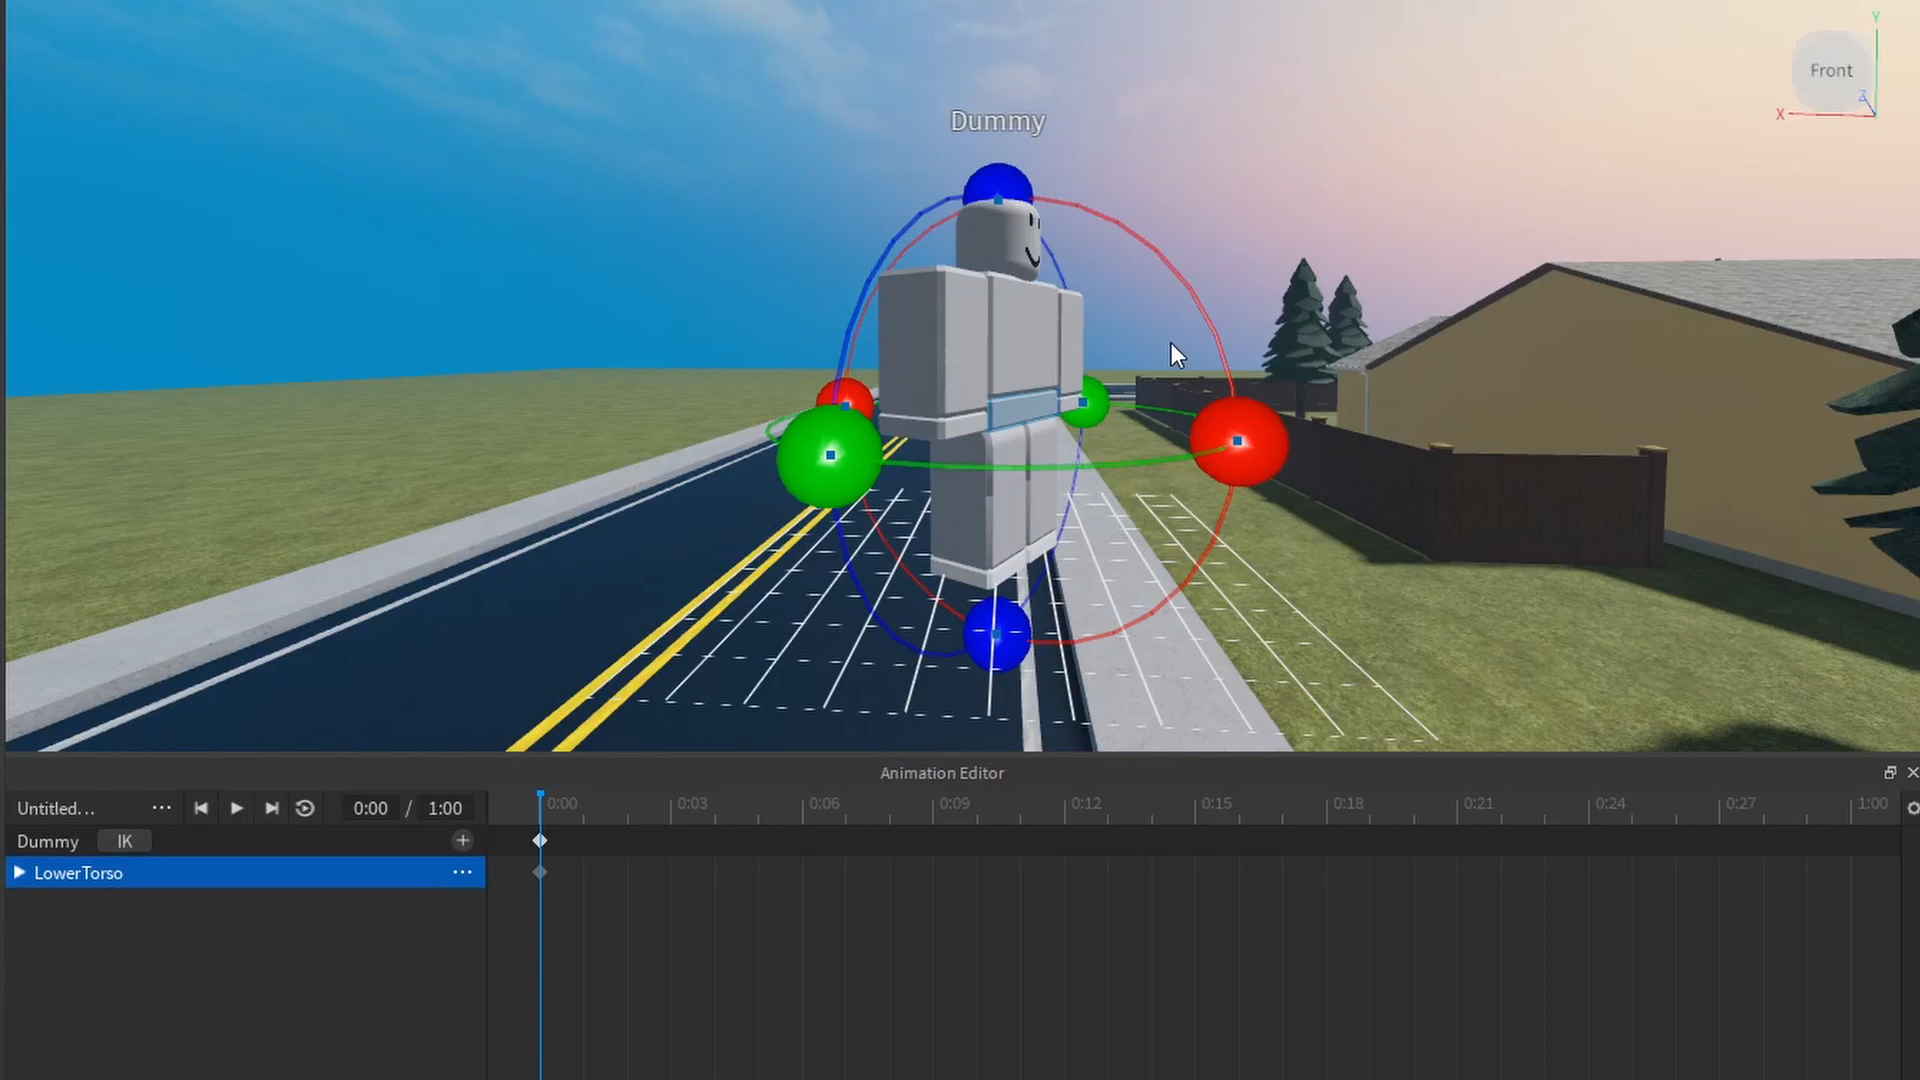 Y
Front
Z
X
Dummy
Animation Editor
Untitled... ... 0:00 / 1:00 0:00 0:03 0:06 0:09 0:12 0:15 0:18 0:21 0:24 0:27 1:00
Dummy IK +
LowerTorso ...